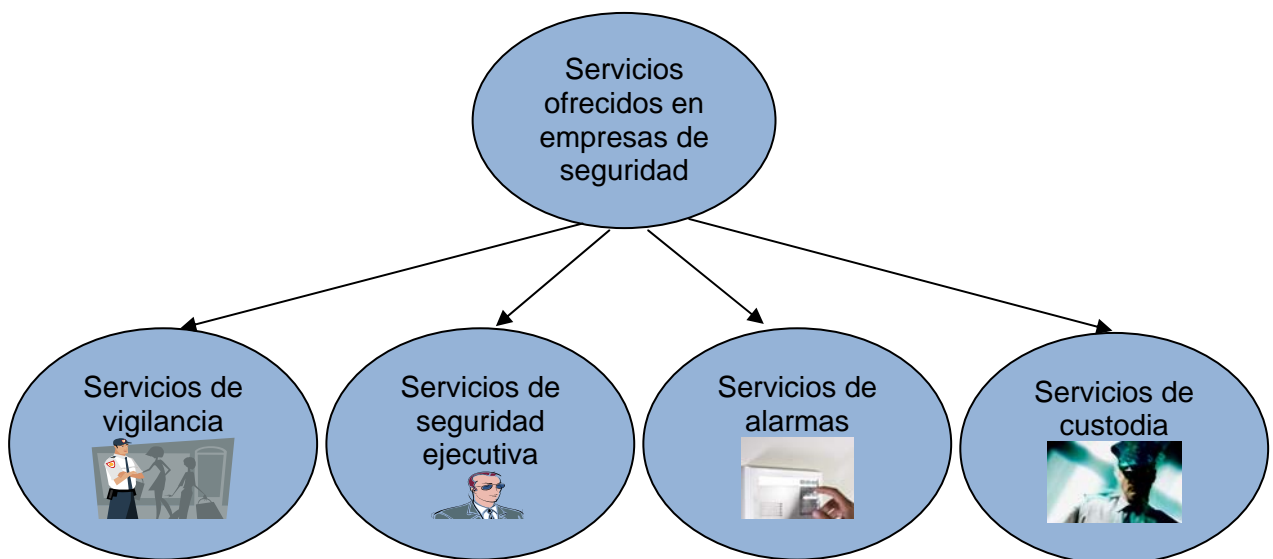 Servicios
ofrecidos en
empresas de
seguridad
Servicios de
vigilancia
Servicios de
seguridad
ejecutiva
Servicios de
alarmas
Servicios de
custodia